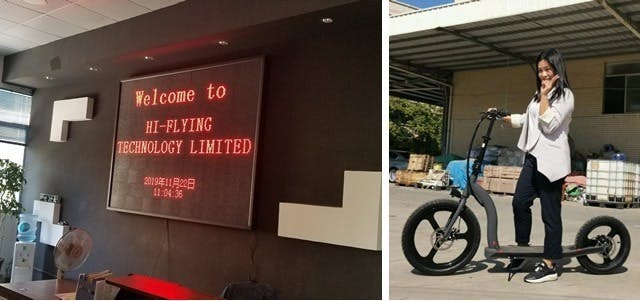 Welcome to
HI-FLYING
TECHNOLOGY LIMITED
2019年11月22日
11:04:36